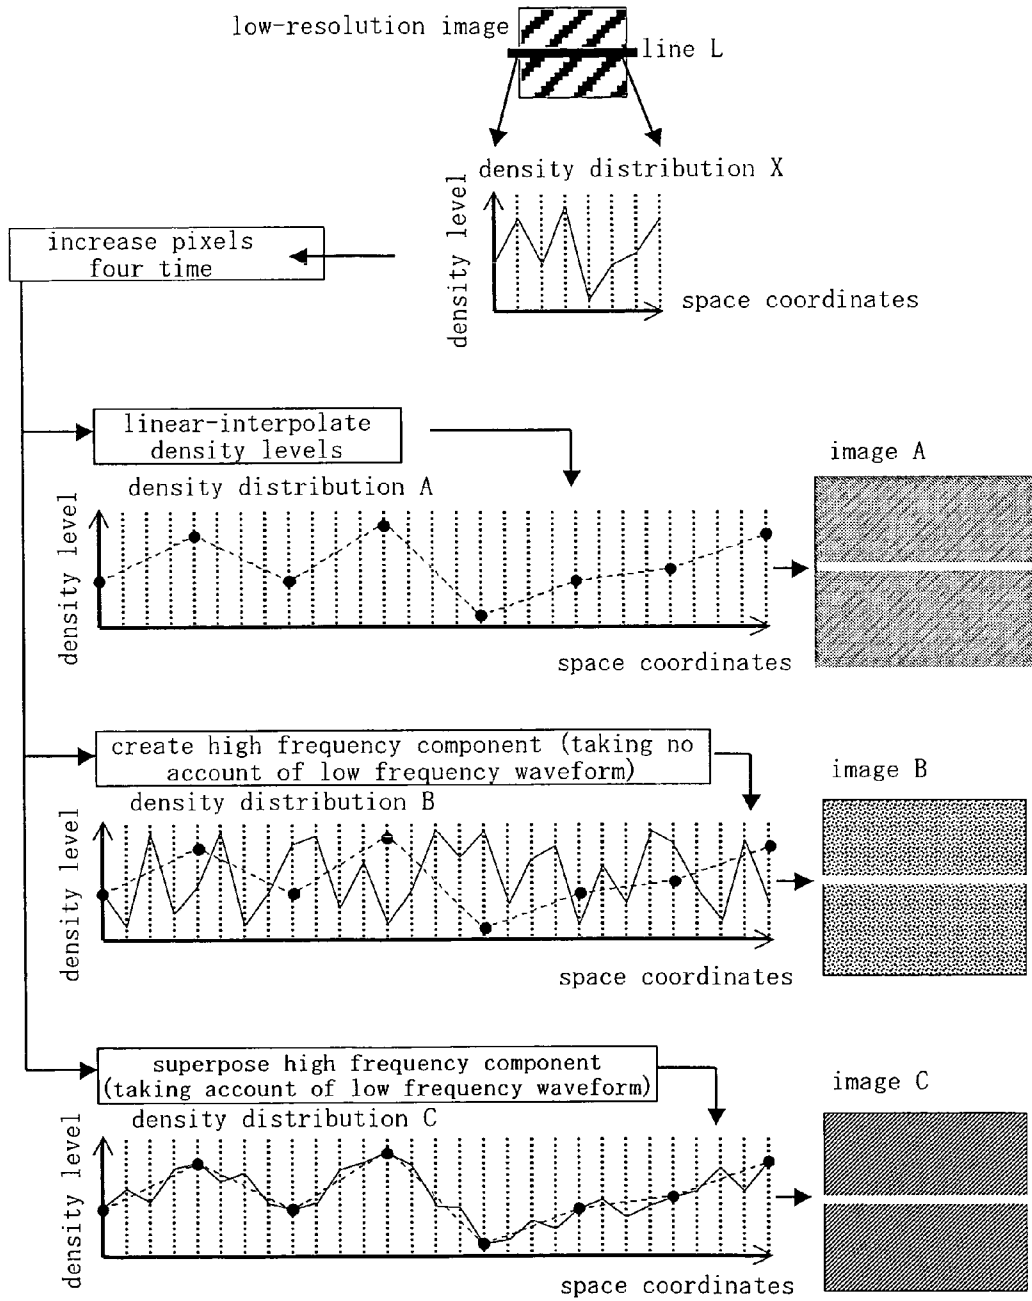 low-resolution image
line L
density distribution X
density level
space coordinates
increase pixels
four time
linear-interpolate
density levels
density distribution A
density level
space coordinates
image A
create high frequency component (taking no
account of low frequency waveform)
density distribution B
density level
space coordinates
image B
superpose high frequency component
(taking account of low frequency waveform)
density distribution C
density level
space coordinates
image C